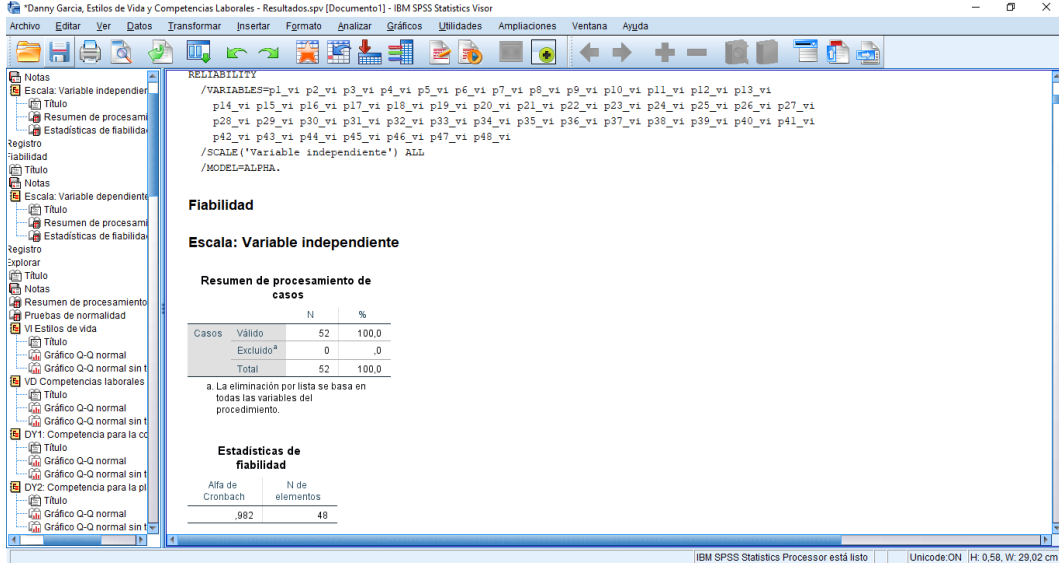 *Danny Garcia, Estilos de Vida y Competencias Laborales - Resultados.spv [Documento1] - IBM SPSS Statistics Visor
Archivo Editar Ver Datos Transformar Insertar Formato Analizar Gráficos Utilidades Ampliaciones Ventana Ayuda
Notas
Escala: Variable independien
Título
Resumen de procesami
Estadísticas de fiabilida
Registro
Fiabilidad
Título
Notas
Escala: Variable dependiente
Título
Resumen de procesami
Estadísticas de fiabilida
Registro
Explorar
Título
Notas
Resumen de procesamiento
Pruebas de normalidad
VI Estilos de vida
Título
Gráfico Q-Q normal
Gráfico Q-Q normal sin t
VD Competencias laborales
Título
Gráfico Q-Q normal
Gráfico Q-Q normal sin t
DY1: Competencia para la co
Título
Gráfico Q-Q normal
Gráfico Q-Q normal sin t
DY2: Competencia para la pl
Título
Gráfico Q-Q normal
Gráfico Q-Q normal sin t
RELIABILITY
/VARIABLES=p1_vi p2_vi p3_vi p4_vi p5_vi p6_vi p7_vi p8_vi p9_vi p10_vi p11_vi p12_vi p13_vi
p14_vi p15_vi p16_vi p17_vi p18_vi p19_vi p20_vi p21_vi p22_vi p23_vi p24_vi p25_vi p26_vi p27_vi
p28_vi p29_vi p30_vi p31_vi p32_vi p33_vi p34_vi p35_vi p36_vi p37_vi p38_vi p39_vi p40_vi p41_vi
p42_vi p43_vi p44_vi p45_vi p46_vi p47_vi p48_vi
/SCALE('Variable independiente') ALL
/MODEL=ALPHA.
Fiabilidad
Escala: Variable independiente
Resumen de procesamiento de
casos
N %
Casos Válido 52 100,0
Excluidoª 0 ,0
Total 52 100,0
a. La eliminación por lista se basa en
todas las variables del
procedimiento.
Estadísticas de
fiabilidad
Alfa de N de
Cronbach elementos
,982 48
IBM SPSS Statistics Processor está listo Unicode:ON H: 0,58, W: 29,02 cm